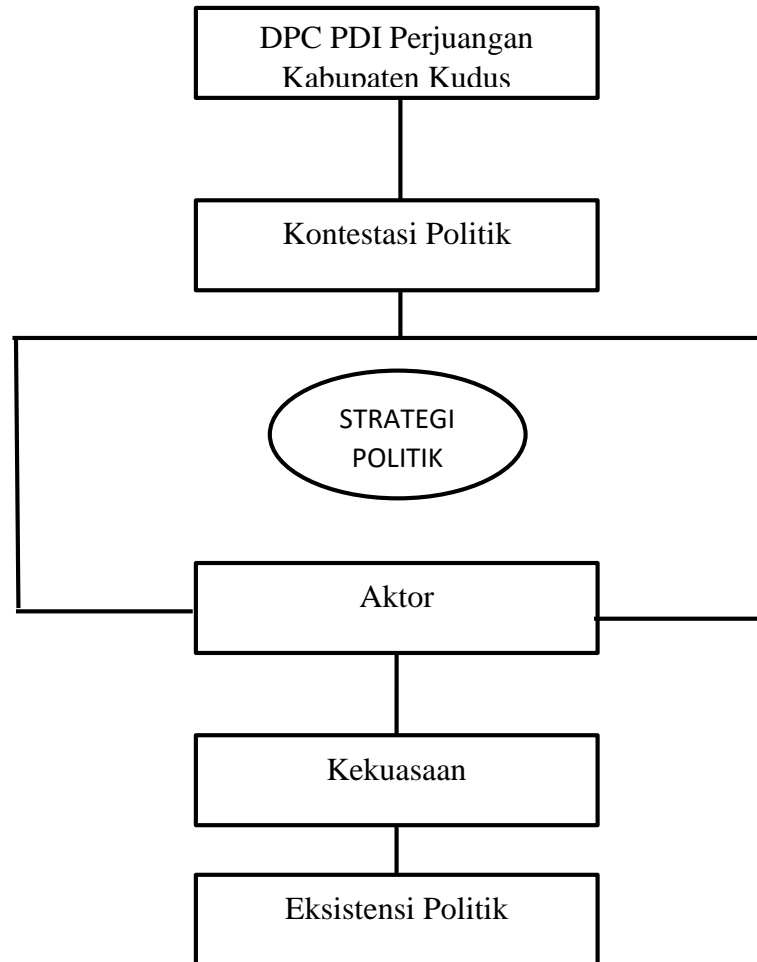 DPC PDI Perjuangan
Kabupaten Kudus
Kontestasi Politik
STRATEGI
POLITIK
Aktor
Kekuasaan
Eksistensi Politik